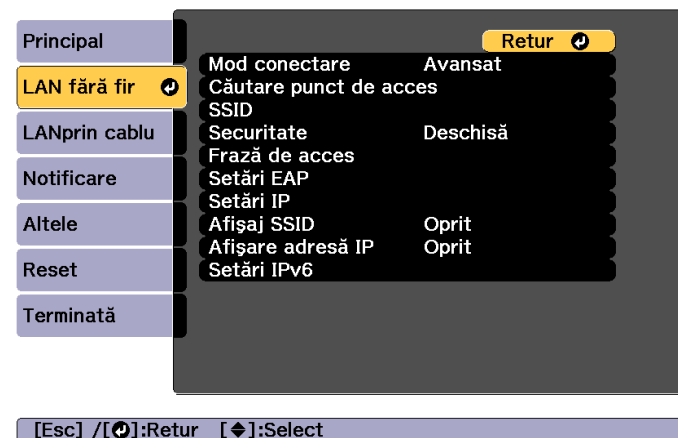 Principal
LAN fără fir
LANprin cablu
Notificare
Altele
Reset
Terminată
Retur
Mod conectare Avansat
Căutare punct de acces
SSID
Securitate Deschisă
Frază de acces
Setări EAP
Setări IP
Afişaj SSID Oprit
Afişare adresă IP Oprit
Setări IPv6
[Esc] /[]:Retur []:Select